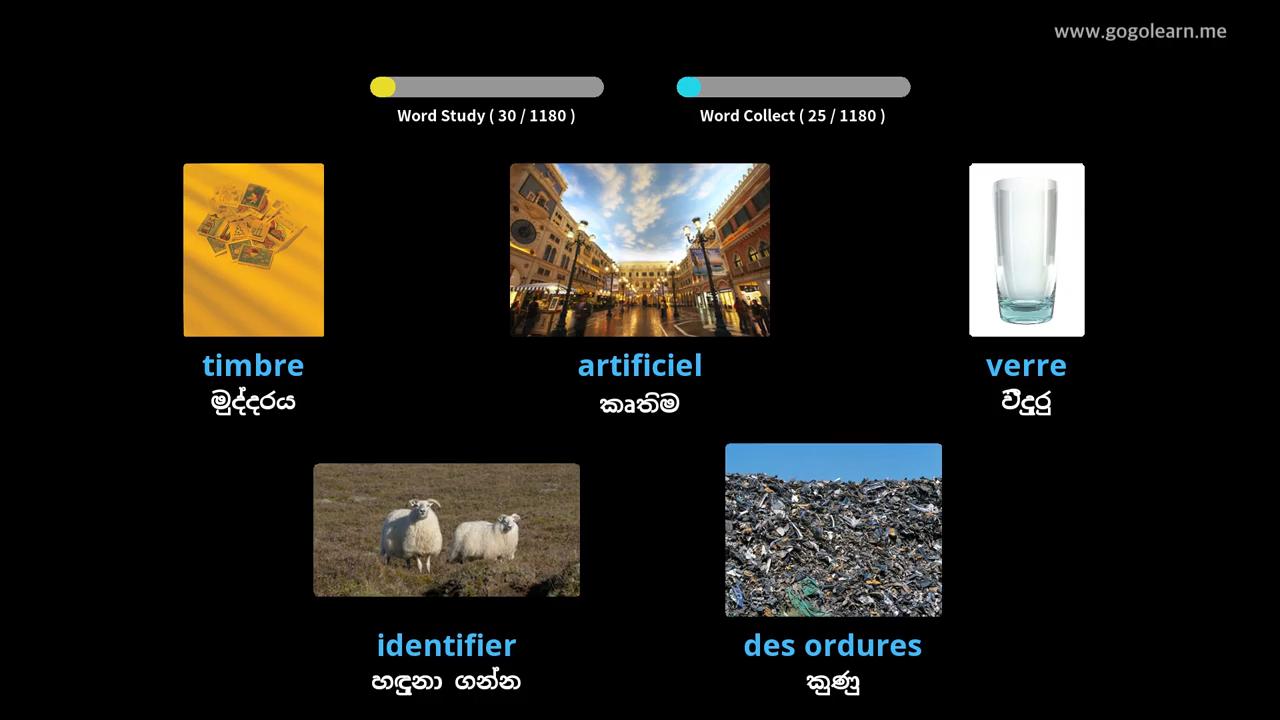 www.gogolearn.me
Word Study ( 30 / 1180 )
Word Collect ( 25 / 1180 )
timbre
මුද්දරය
artificiel
කෘතිම
verre
වීදුරු
identifier
හඳුනා ගන්න
des ordures
කුණු